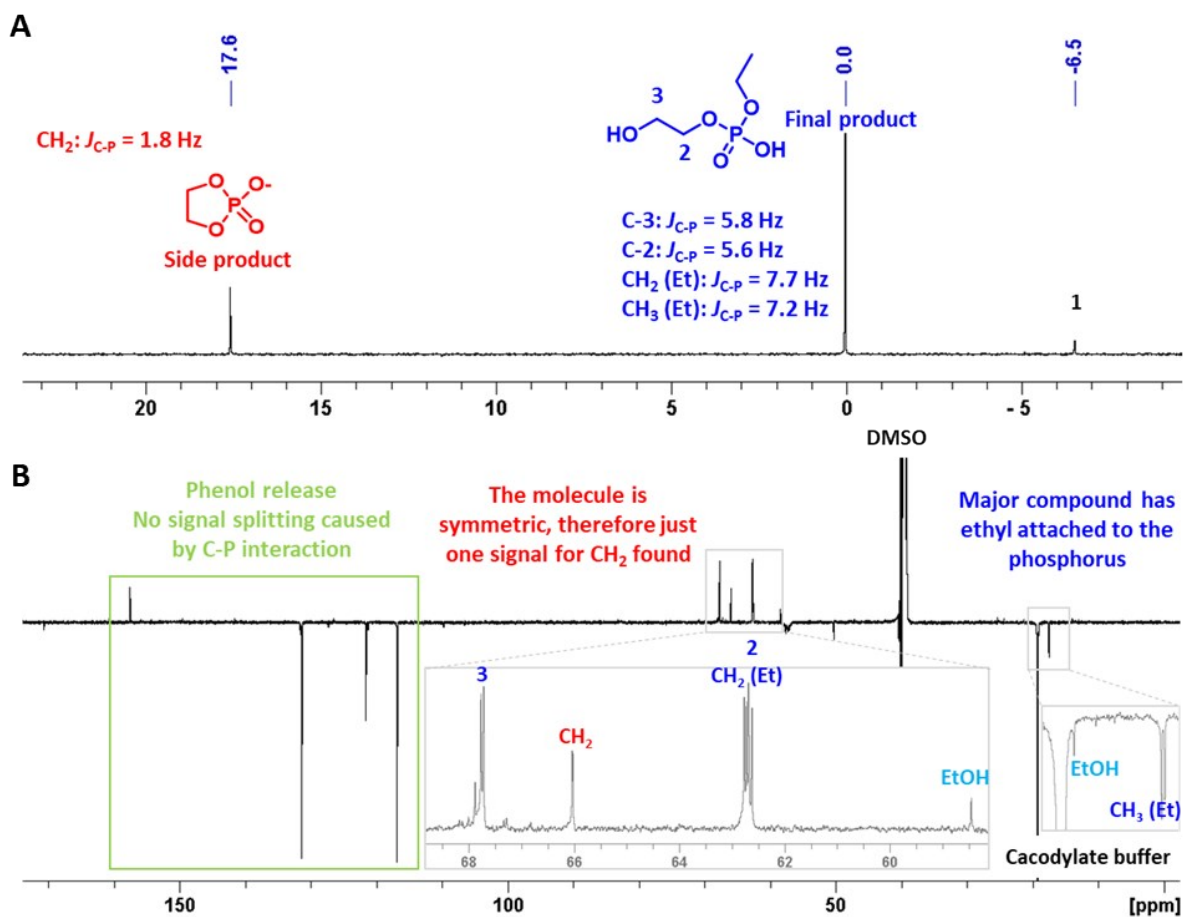 A
17.6
0.0
-6.5
CH2: JC-P = 1.8 Hz
O
O-
P
O
O
Side product
3
HO
O
2
O
P
O
OH
Final product
C-3: JC-P = 5.8 Hz
C-2: JC-P = 5.6 Hz
CH2 (Et): JC-P = 7.7 Hz
CH3 (Et): JC-P = 7.2 Hz
1
20
15
10
5
0
- 5
B
DMSO
Phenol release
No signal splitting caused
by C-P interaction
The molecule is
symmetric, therefore just
one signal for CH2 found
Major compound has
ethyl attached to the
phosphorus
3
CH2
2
CH2 (Et)
EtOH
68
66
64
62
60
EtOH
CH3 (Et)
Cacodylate buffer
150
100
50
[ppm]